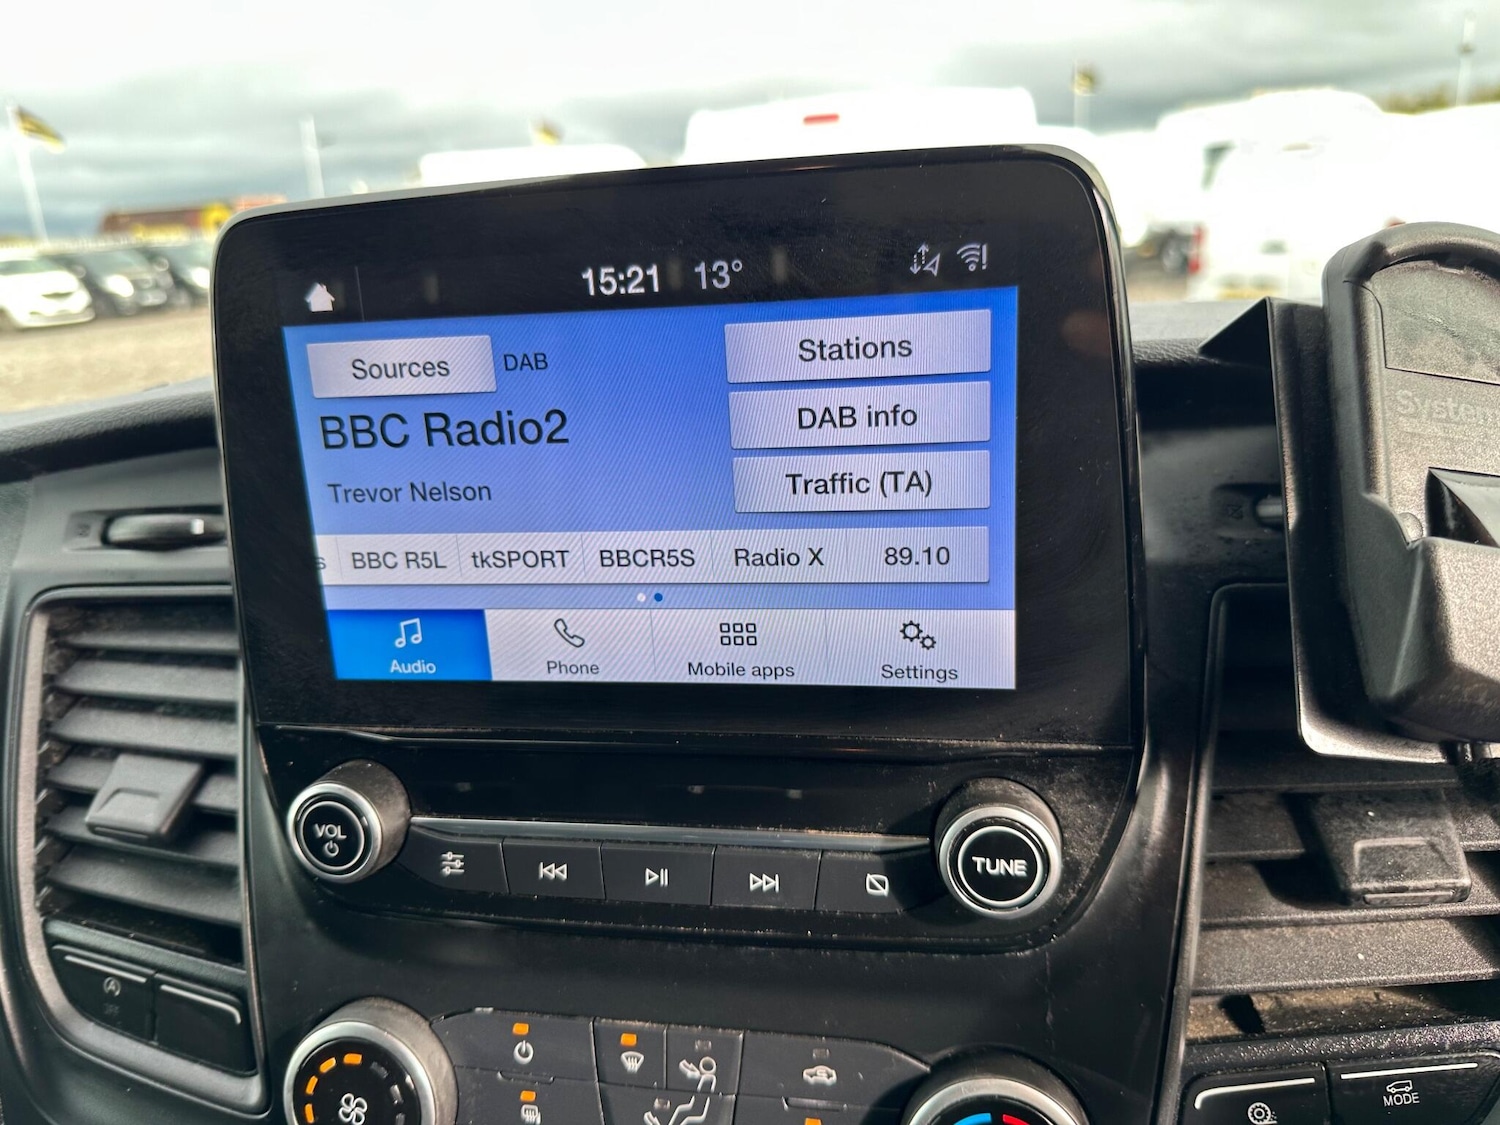 15:21 13°
Sources DAB
Stations
BBC Radio2
DAB info
Trevor Nelson
Traffic (TA)
s BBC R5L tkSPORT BBCR5S Radio X 89.10
Audio Phone Mobile apps Settings
System
VOL
TUNE
MODE